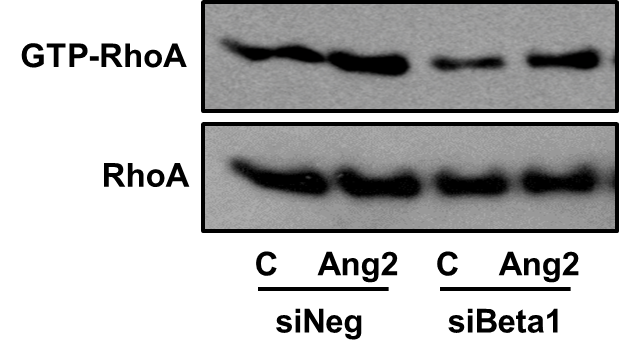 GTP-RhoA
RhoA
C Ang2 C Ang2
siNeg siBeta1